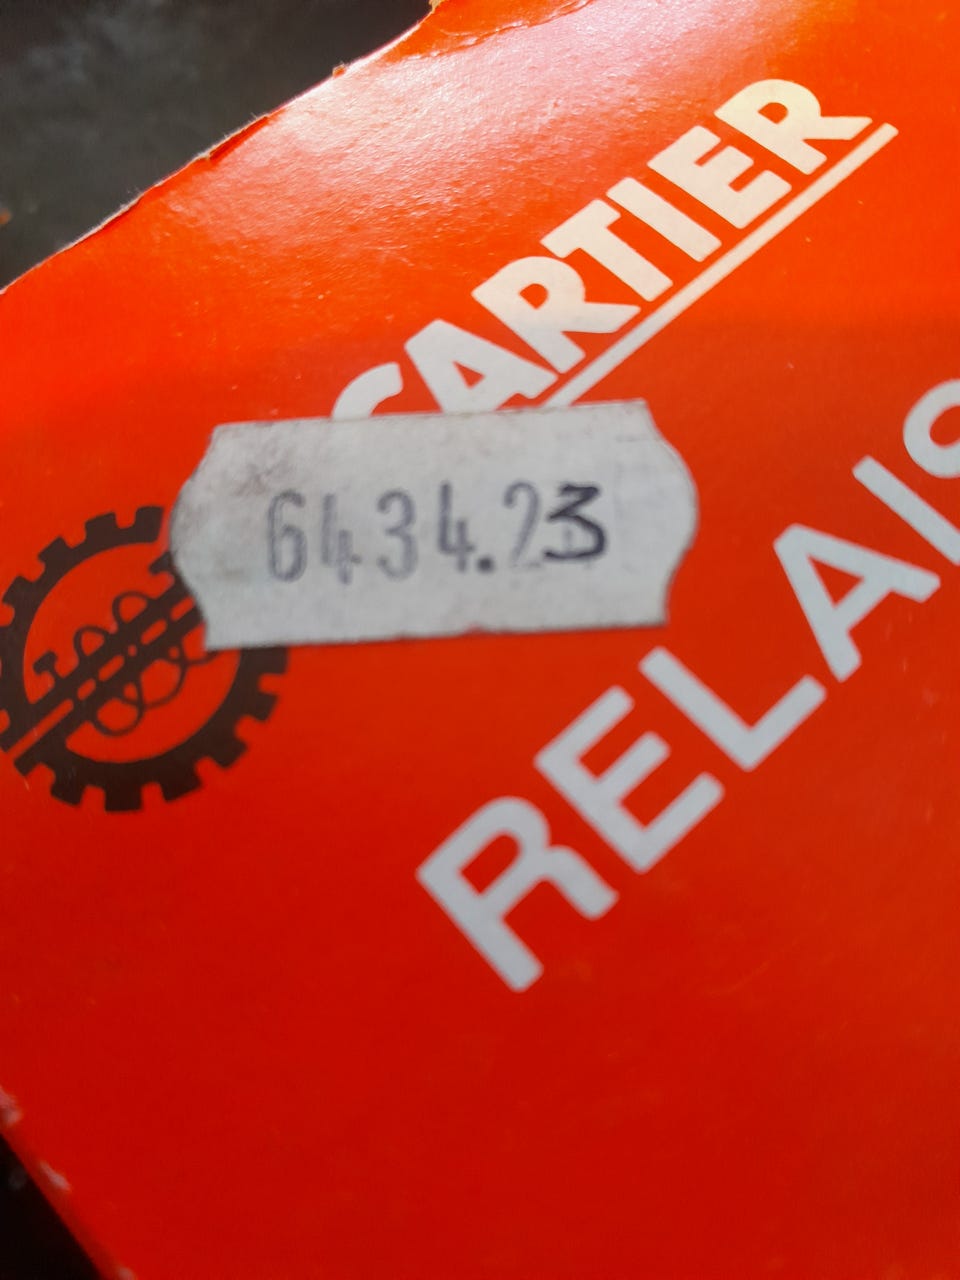 CARTIER
6434.23
RELAIS